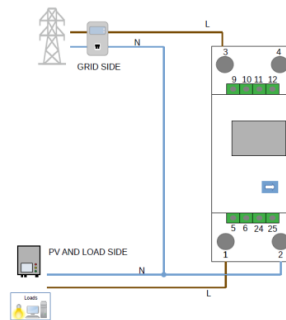 L
N
GRID SIDE
3 4
9 10 11 12
5 6 24 25
1 2
PV AND LOAD SIDE
N
L
Loads